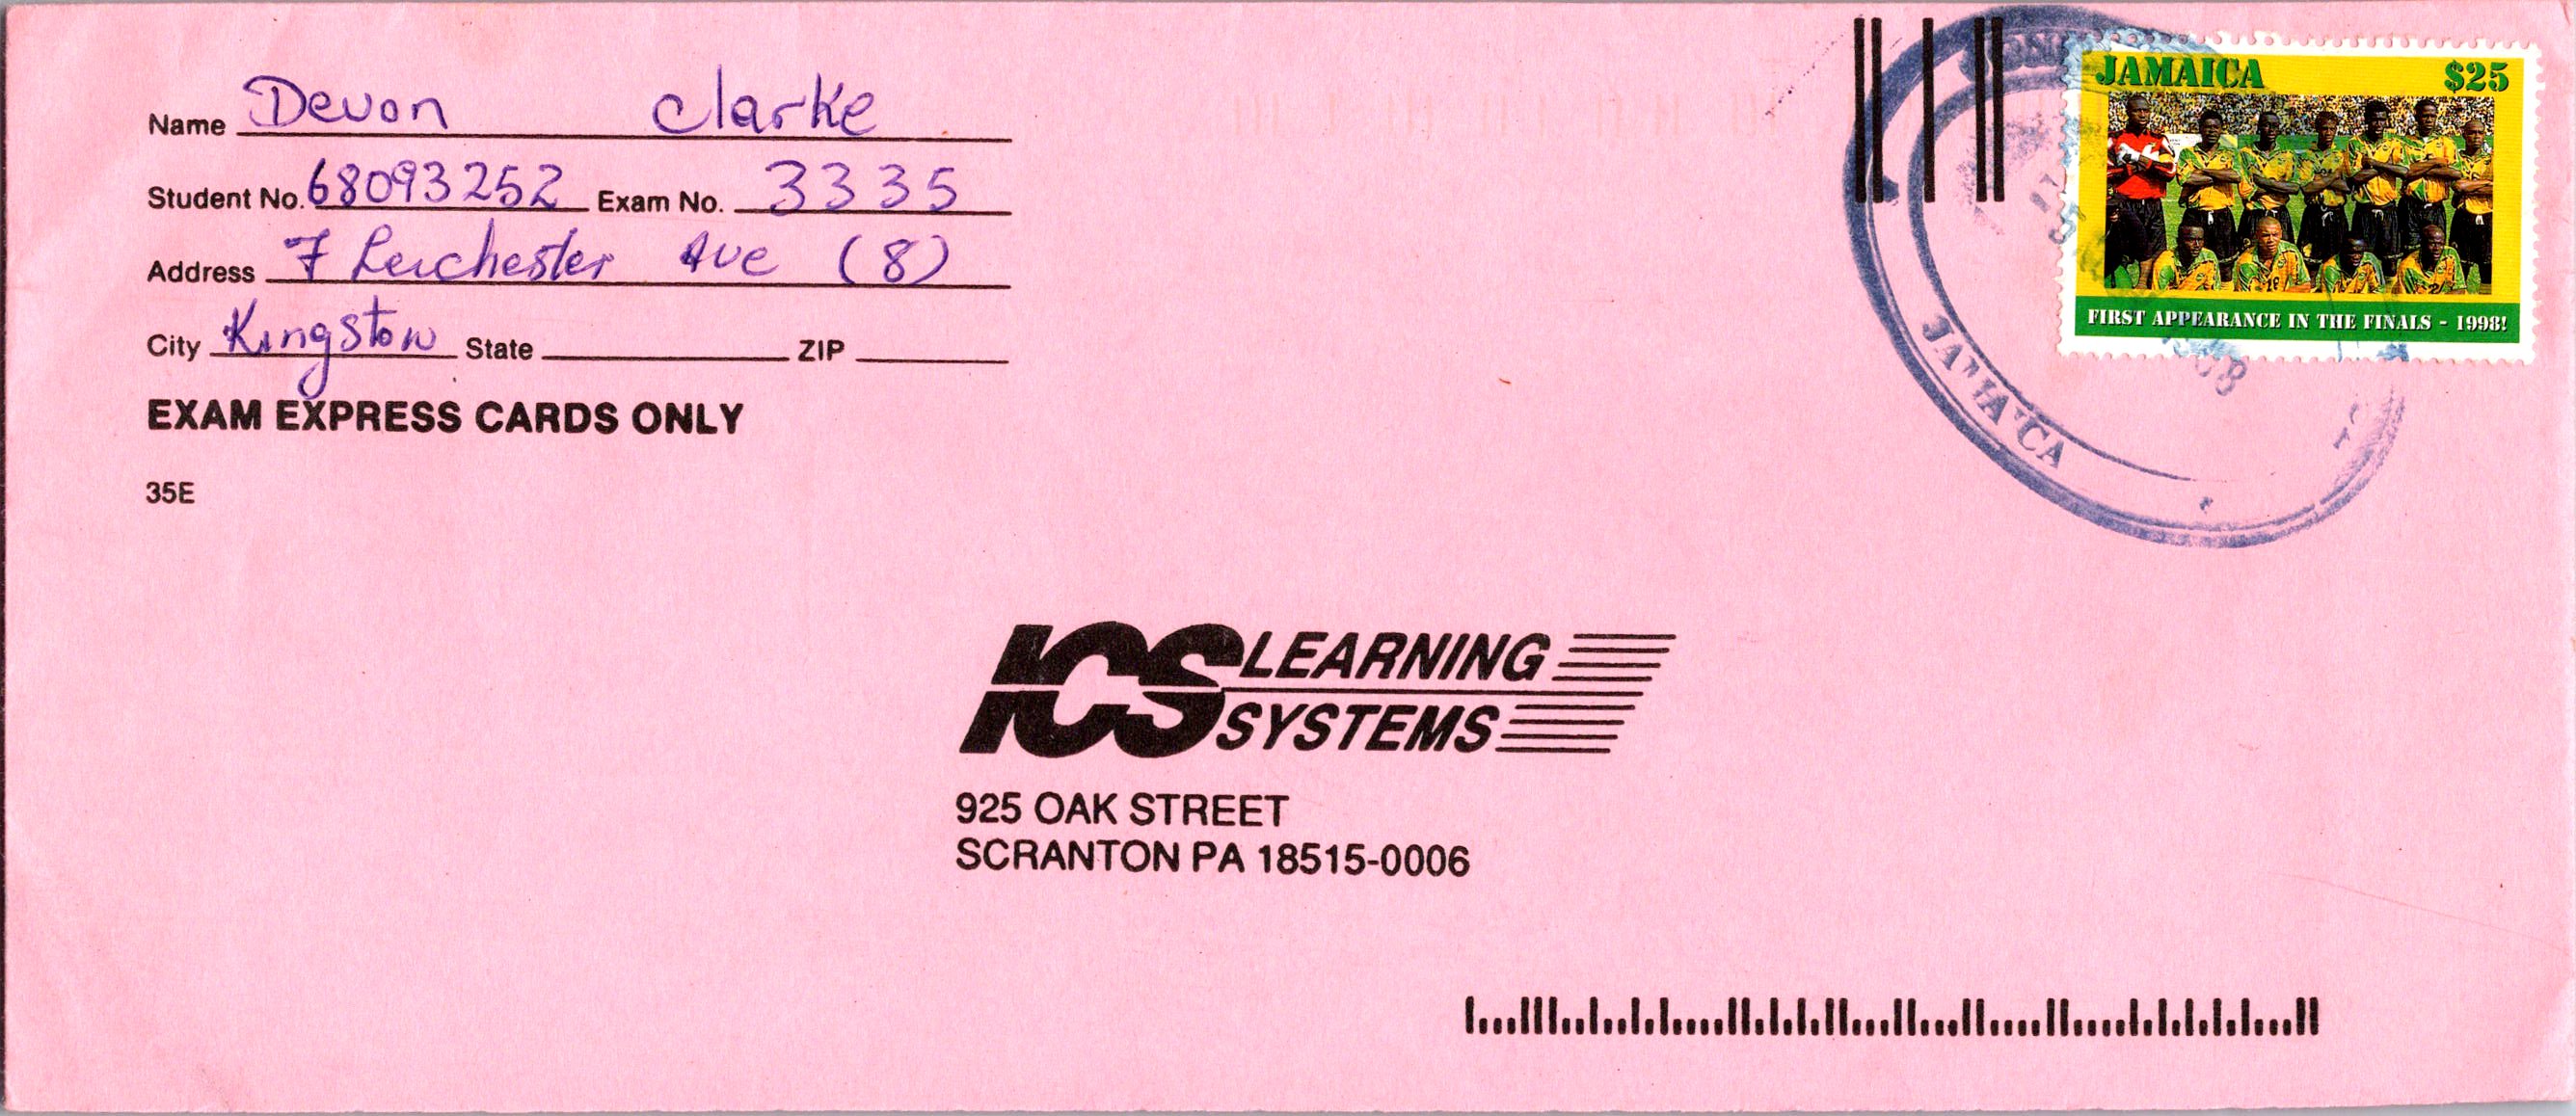 Name Devon Clarke
Student No. 68093252 Exam No. 3335
Address 7 Leichester Ave (8)
City Kingston State ZIP
EXAM EXPRESS CARDS ONLY
35E
JAMAICA $25
FIRST APPEARANCE IN THE FINALS - 1998!
JAMAICA
ICS LEARNING
SYSTEMS
925 OAK STREET
SCRANTON PA 18515-0006